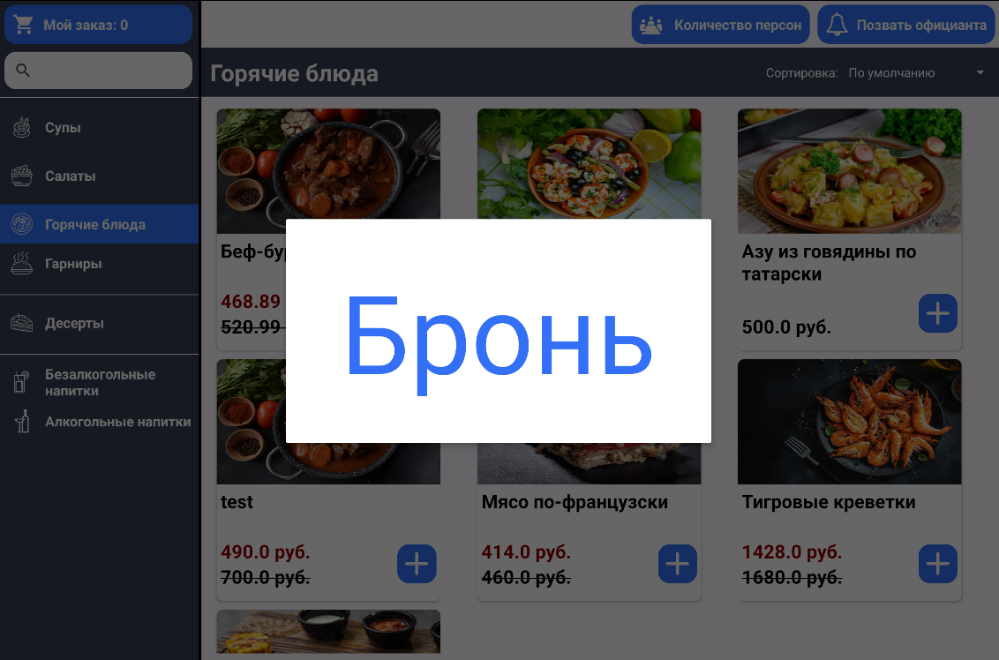 Мой заказ: 0
Количество персон
Позвать официанта
Горячие блюда
Сортировка: По умолчанию
Супы
Салаты
Горячие блюда
Гарниры
Десерты
Безалкогольные
напитки
Алкогольные напитки
Беф-бу
468.89
520.99
Азу из говядины по
татарски
500.0 руб.
Бронь
test
490.0 руб.
700.0 руб.
Мясо по-французски
414.0 руб.
460.0 руб.
Тигровые креветки
1428.0 руб.
1680.0 руб.